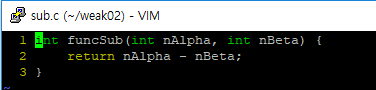 sub.c (~/weak02) - VIM
1 int funcSub(int nAlpha, int nBeta) {
2     return nAlpha - nBeta;
3 }
~